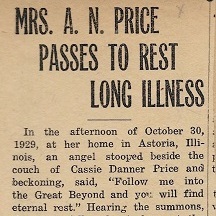 MRS. A. N. PRICE
PASSES TO REST
LONG ILLNESS
In the afternoon of October 30,
1929, at her home in Astoria, Illi-
nois, an angel stooped beside the
couch of Cassie Danner Price and
beckoning, said, "Follow me into
the Great Beyond and you will find
eternal rest." Hearing the summons,